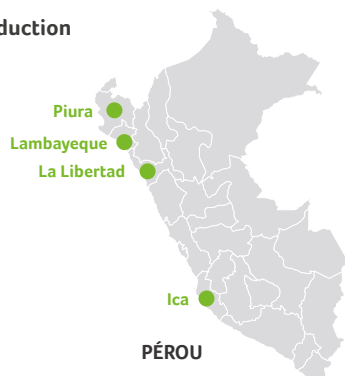 duction
Piura
Lambayeque
La Libertad
Ica
PÉROU